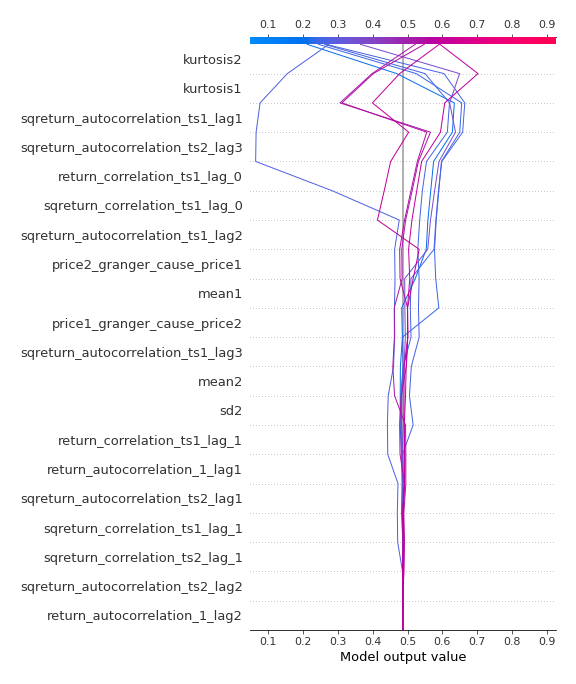 0.1 0.2 0.3 0.4 0.5 0.6 0.7 0.8 0.9
kurtosis2
kurtosis1
sqreturn_autocorrelation_ts1_lag1
sqreturn_autocorrelation_ts2_lag3
return_correlation_ts1_lag_0
sqreturn_correlation_ts1_lag_0
sqreturn_autocorrelation_ts1_lag2
price2_granger_cause_price1
mean1
price1_granger_cause_price2
sqreturn_autocorrelation_ts1_lag3
mean2
sd2
return_correlation_ts1_lag_1
return_autocorrelation_1_lag1
sqreturn_autocorrelation_ts2_lag1
sqreturn_correlation_ts1_lag_1
sqreturn_correlation_ts2_lag_1
sqreturn_autocorrelation_ts2_lag2
return_autocorrelation_1_lag2
0.1 0.2 0.3 0.4 0.5 0.6 0.7 0.8 0.9
Model output value